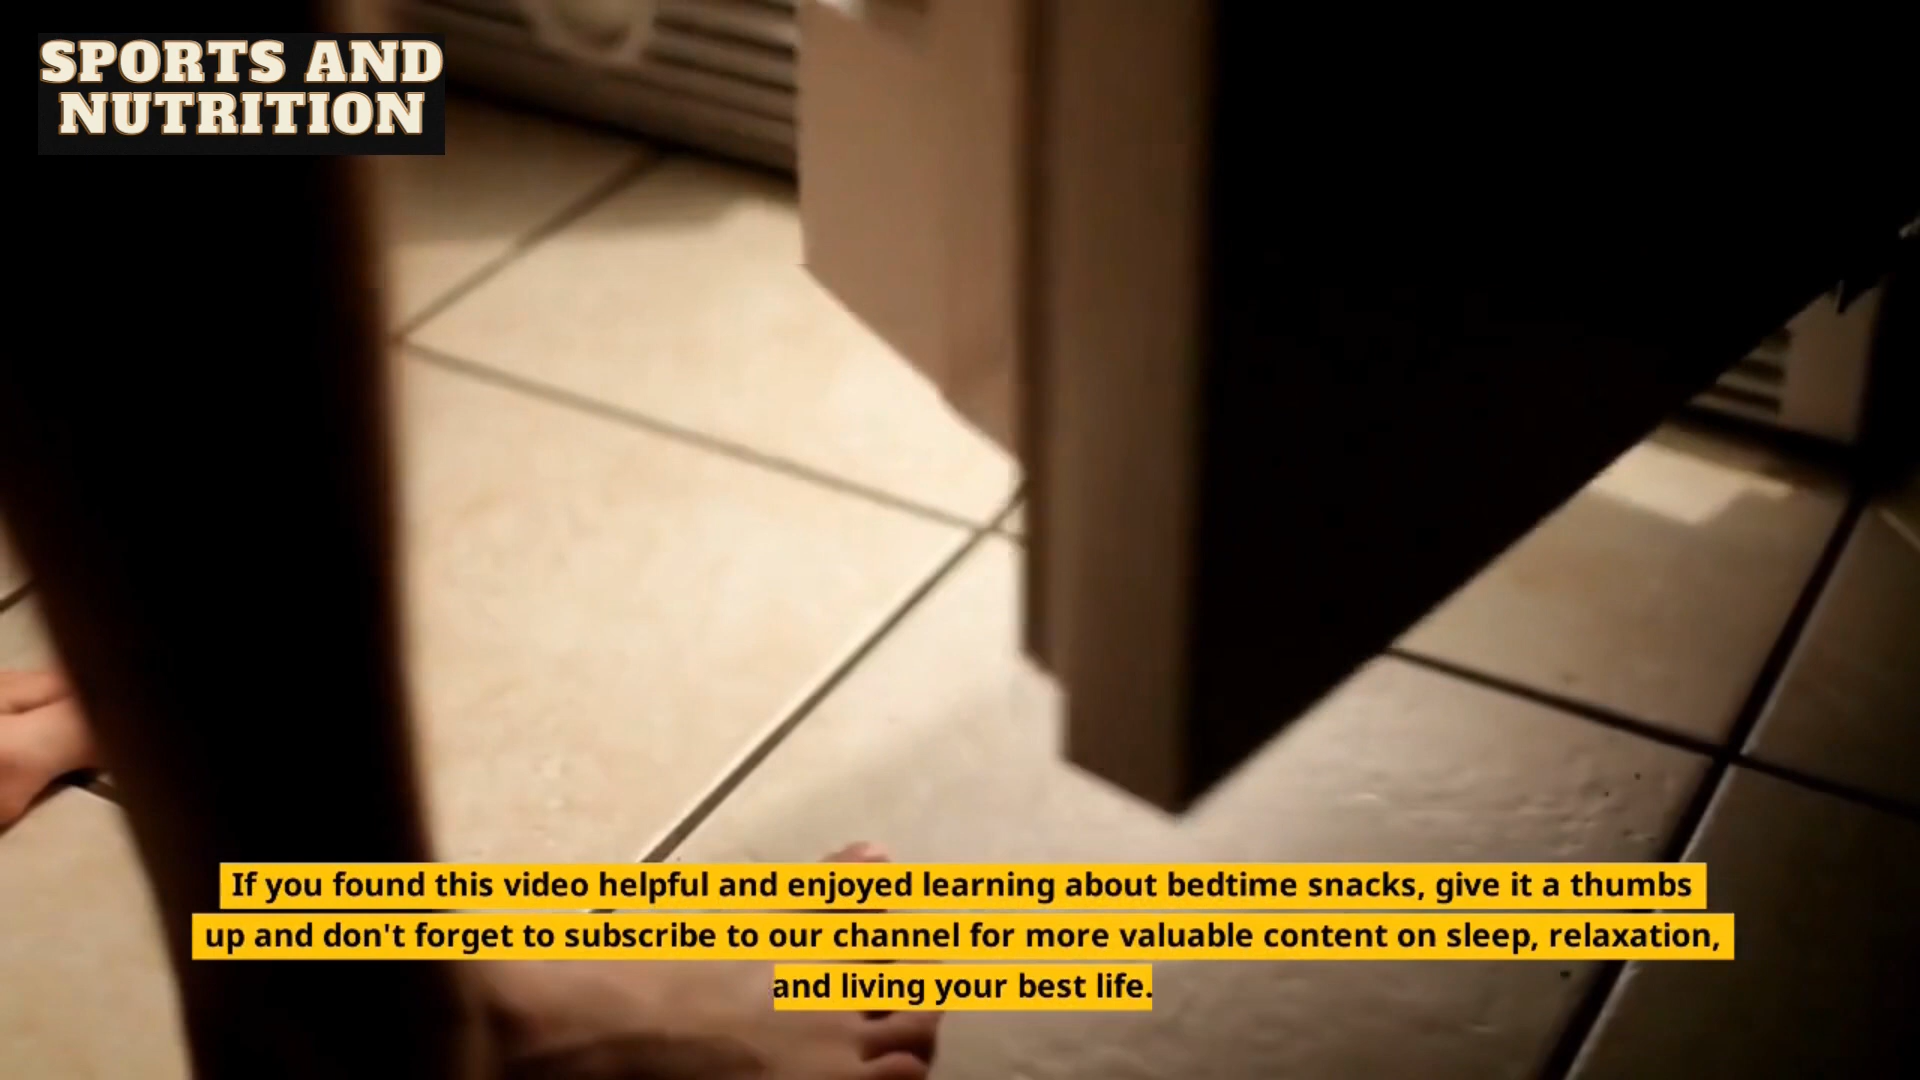 SPORTS AND
NUTRITION
If you found this video helpful and enjoyed learning about bedtime snacks, give it a thumbs
up and don't forget to subscribe to our channel for more valuable content on sleep, relaxation,
and living your best life.